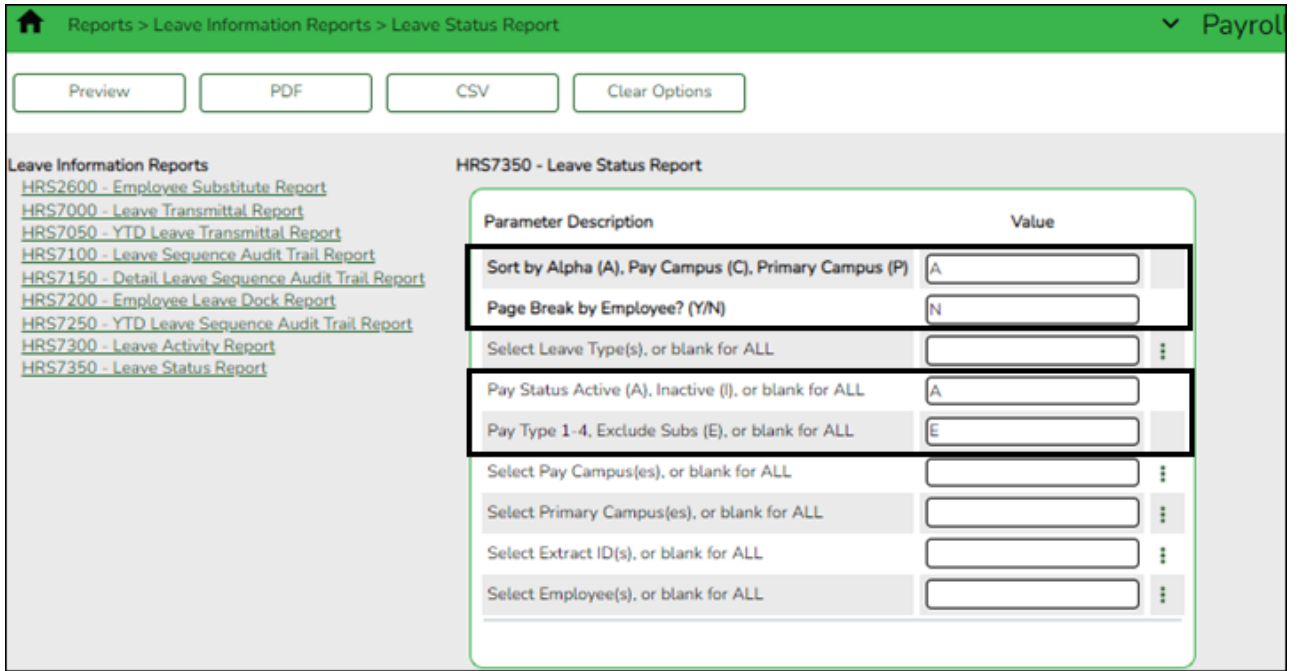 Reports > Leave Information Reports > Leave Status Report
Payroll
Preview
PDF
CSV
Clear Options
Leave Information Reports
HRS2600 - Employee Substitute Report
HRS7000 - Leave Transmittal Report
HRS7050 - YTD Leave Transmittal Report
HRS7100 - Leave Sequence Audit Trail Report
HRS7150 - Detail Leave Sequence Audit Trail Report
HRS7200 - Employee Leave Dock Report
HRS7250 - YTD Leave Sequence Audit Trail Report
HRS7300 - Leave Activity Report
HRS7350 - Leave Status Report
HRS7350 - Leave Status Report
Parameter Description Value
Sort by Alpha (A), Pay Campus (C), Primary Campus (P) A
Page Break by Employee? (Y/N) N
Select Leave Type(s), or blank for ALL
Pay Status Active (A), Inactive (I), or blank for ALL A
Pay Type 1-4, Exclude Subs (E), or blank for ALL E
Select Pay Campus(es), or blank for ALL
Select Primary Campus(es), or blank for ALL
Select Extract ID(s), or blank for ALL
Select Employee(s), or blank for ALL